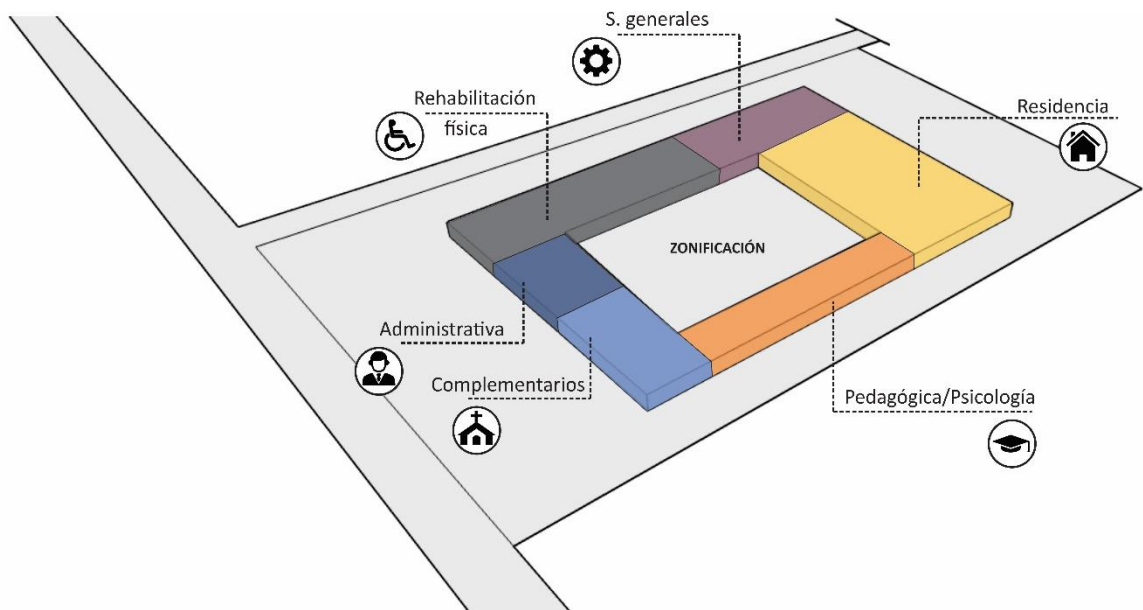 S. generales
Rehabilitación
física
Residencia
ZONIFICACIÓN
Administrativa
Complementarios
Pedagógica/Psicología